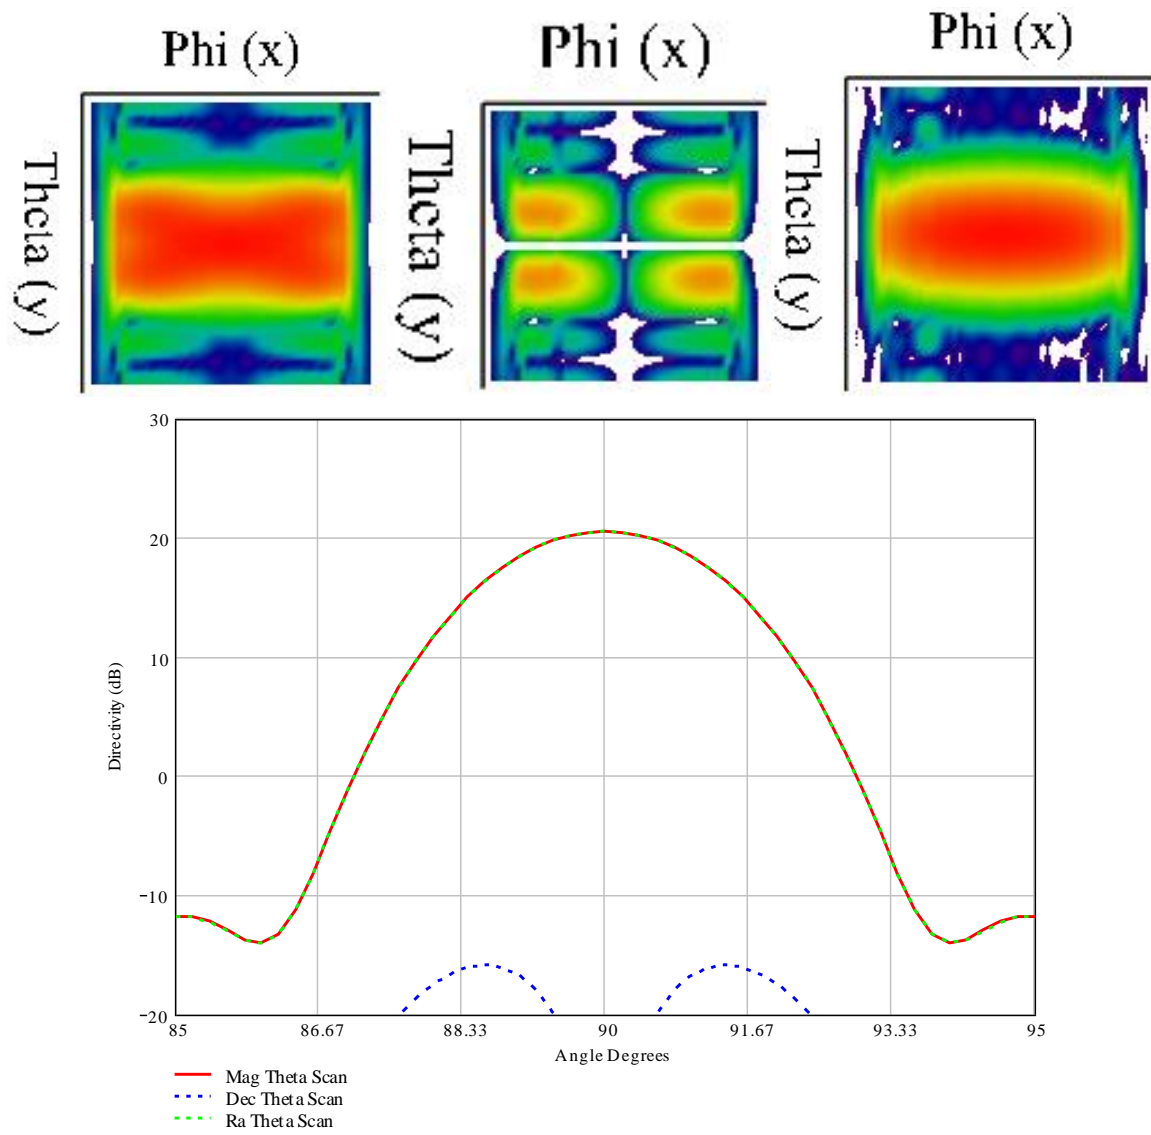 Phi (x)
Phi (x)
Phi (x)
Theta (y)
Theta (y)
Theta (y)
30
20
10
0
-10
-20
Directivity (dB)
85
86.67
88.33
90
91.67
93.33
95
Angle Degrees
Mag Theta Scan
Dec Theta Scan
Ra Theta Scan